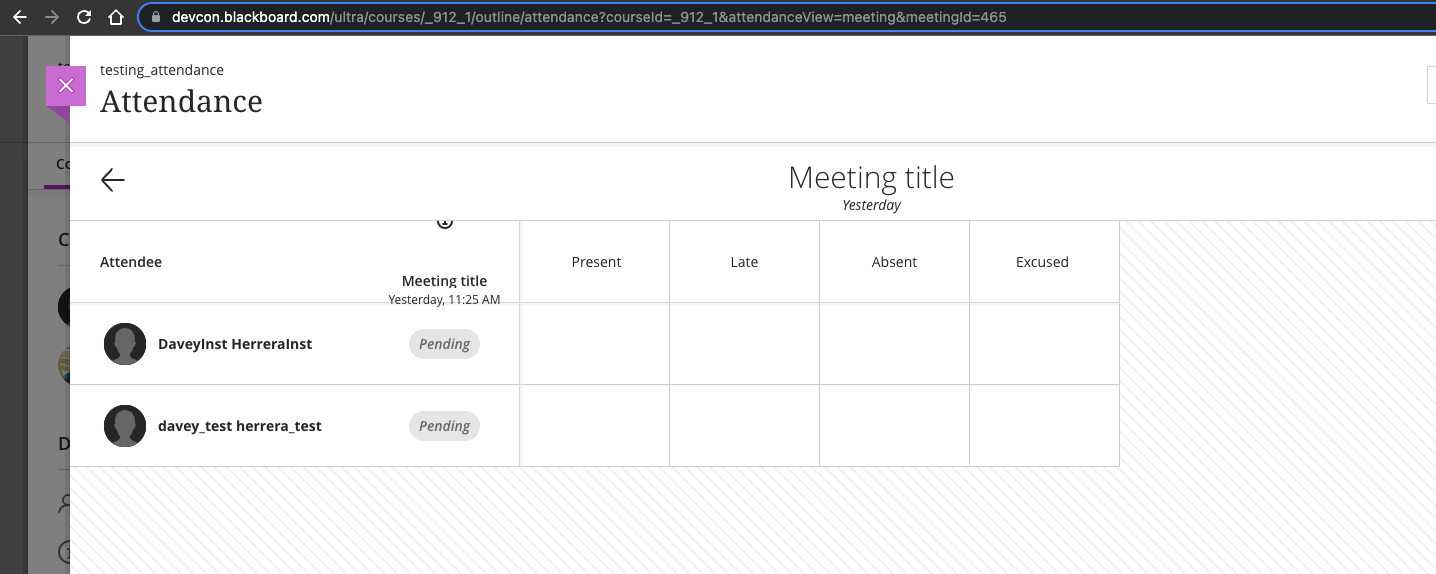 devcon.blackboard.com/ultra/courses/_912_1/outline/attendance?courseId=_912_1&attendanceView=meeting&meetingId=465
testing_attendance
Attendance
Meeting title
Yesterday
Attendee
Meeting title
Yesterday, 11:25 AM
Present
Late
Absent
Excused
DaveyInst HerreraInst
Pending
davey_test herrera_test
Pending